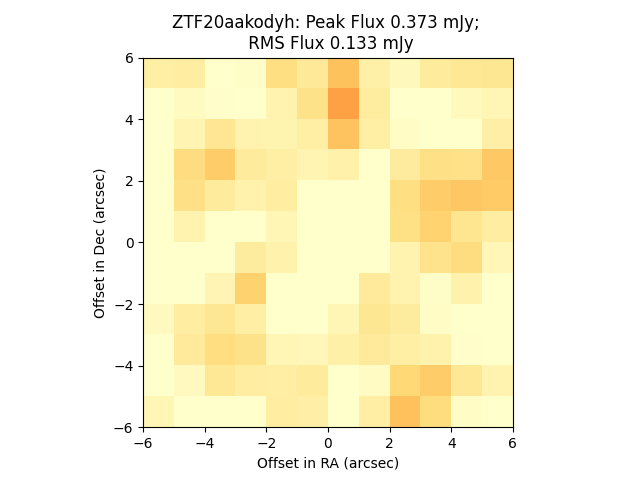 ZTF20aakodyh: Peak Flux 0.373 mJy;
RMS Flux 0.133 mJy
6
4
2
0
−2
−4
−6
Offset in Dec (arcsec)
−6 −4 −2 0 2 4 6
Offset in RA (arcsec)